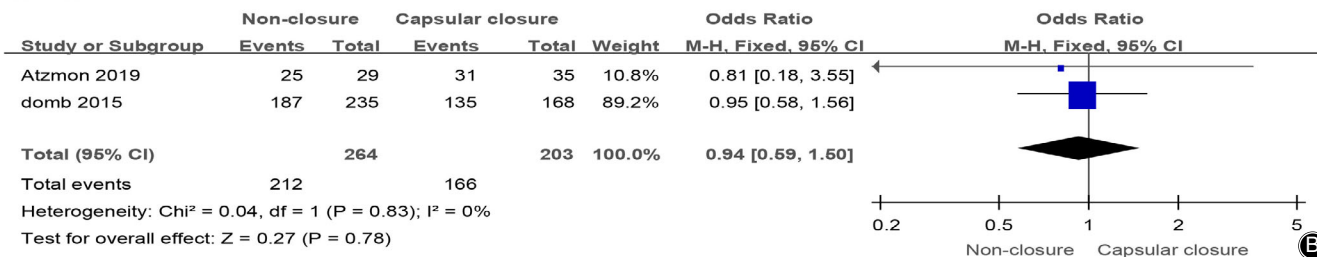 Non-closure Capsular closure Odds Ratio Odds Ratio
Study or Subgroup Events Total Events Total Weight M-H, Fixed, 95% CI M-H, Fixed, 95% CI
Atzmon 2019 25 29 31 35 10.8% 0.81 [0.18, 3.55]
domb 2015 187 235 135 168 89.2% 0.95 [0.58, 1.56]
Total (95% CI) 264 203 100.0% 0.94 [0.59, 1.50]
Total events 212 166
Heterogeneity: Chi² = 0.04, df = 1 (P = 0.83); I² = 0%
Test for overall effect: Z = 0.27 (P = 0.78)
0.2 0.5 1 2 5
Non-closure Capsular closure
B